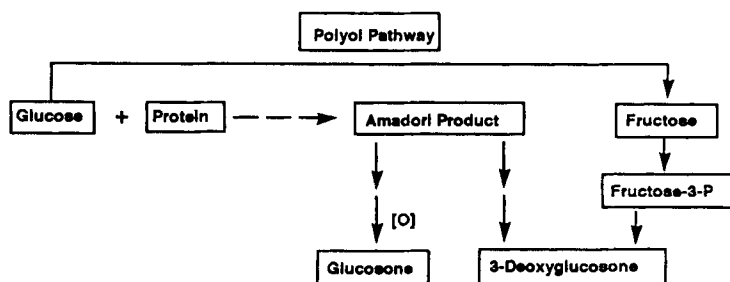 Polyol Pathway
Glucose + Protein Amadori Product Fructose
Fructose-3-P
[O]
Glucosone 3-Deoxyglucosone